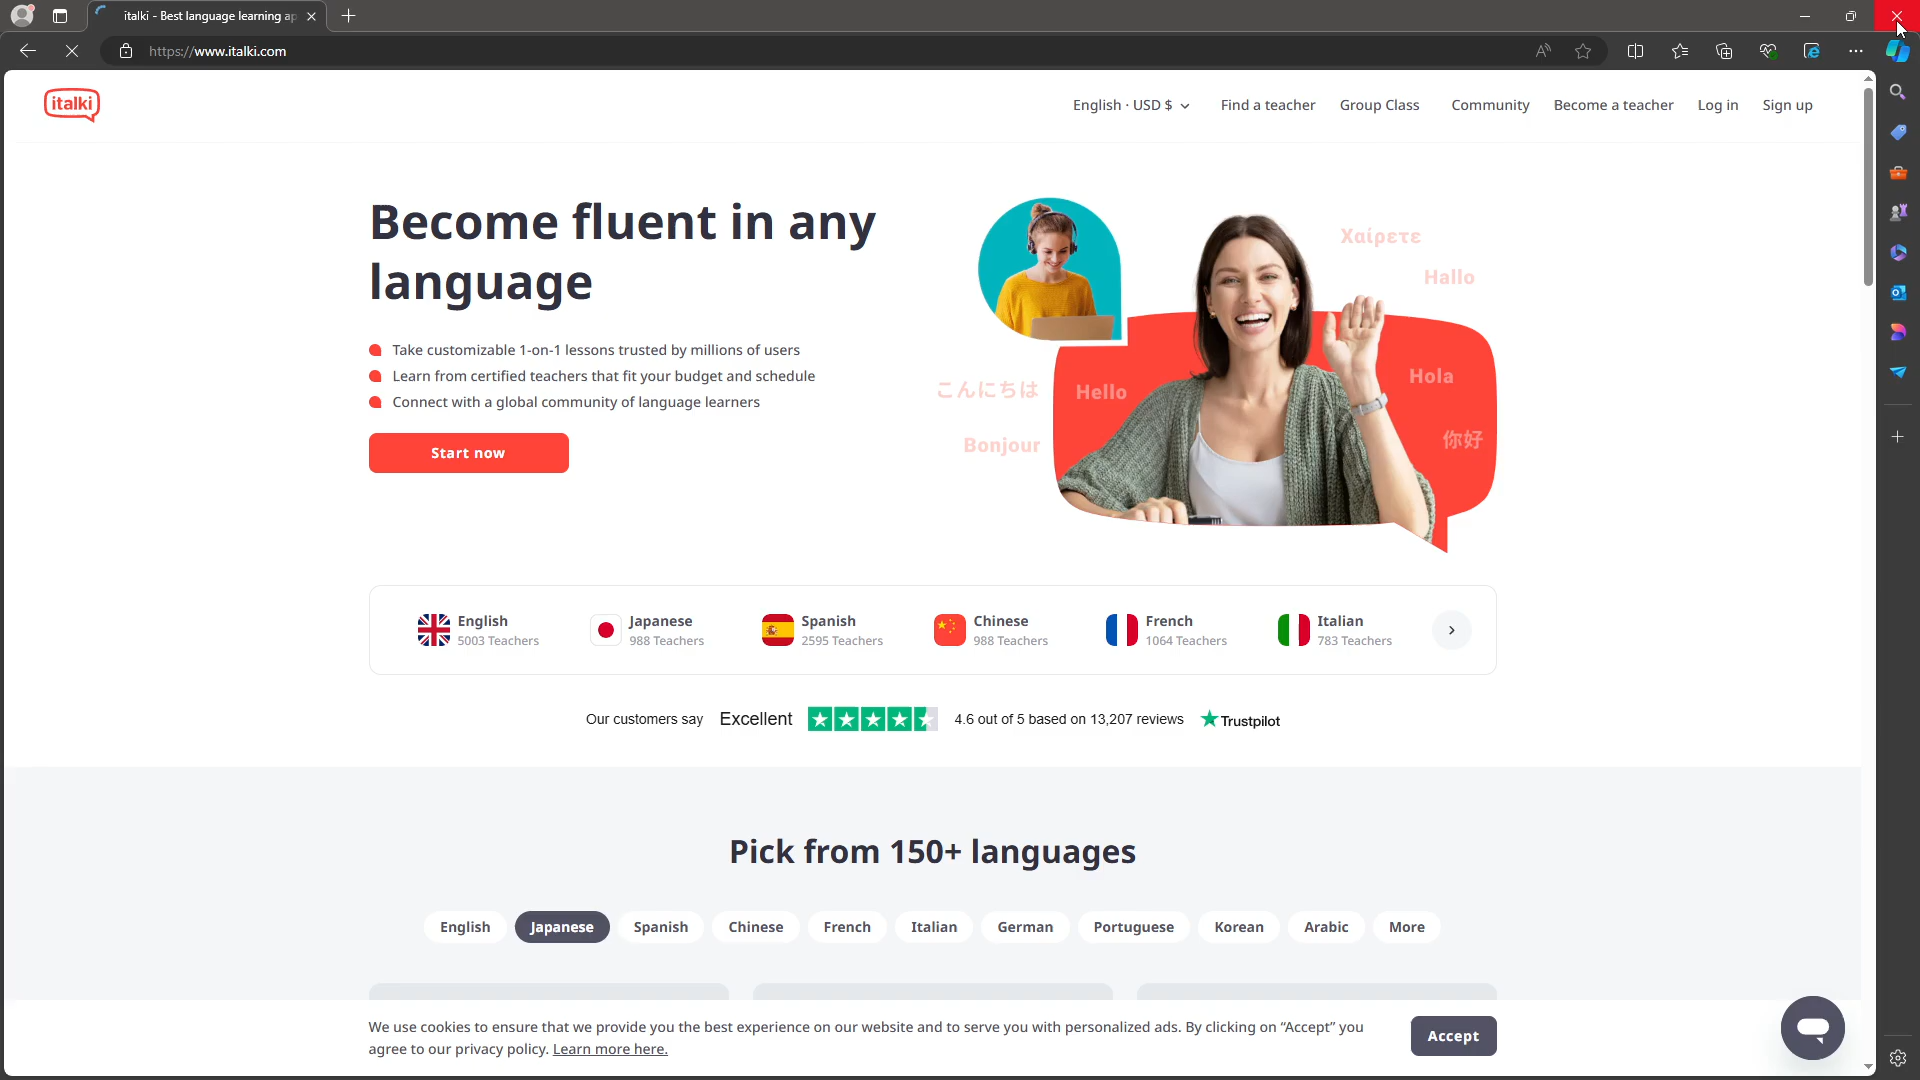 italki - Best language learning ap
https://www.italki.com
italki
English · USD $
Find a teacher
Group Class
Community
Become a teacher
Log in
Sign up
Become fluent in any
language
Take customizable 1-on-1 lessons trusted by millions of users
Learn from certified teachers that fit your budget and schedule
Connect with a global community of language learners
Start now
Χαίρετε
Hallo
Hola
Hello
こんにちは
Bonjour
你好
English
5003 Teachers
Japanese
988 Teachers
Spanish
2595 Teachers
Chinese
988 Teachers
French
1064 Teachers
Italian
783 Teachers
Our customers say Excellent 4.6 out of 5 based on 13,207 reviews Trustpilot
Pick from 150+ languages
English
Japanese
Spanish
Chinese
French
Italian
German
Portuguese
Korean
Arabic
More
We use cookies to ensure that we provide you the best experience on our website and to serve you with personalized ads. By clicking on “Accept” you
agree to our privacy policy. Learn more here.
Accept